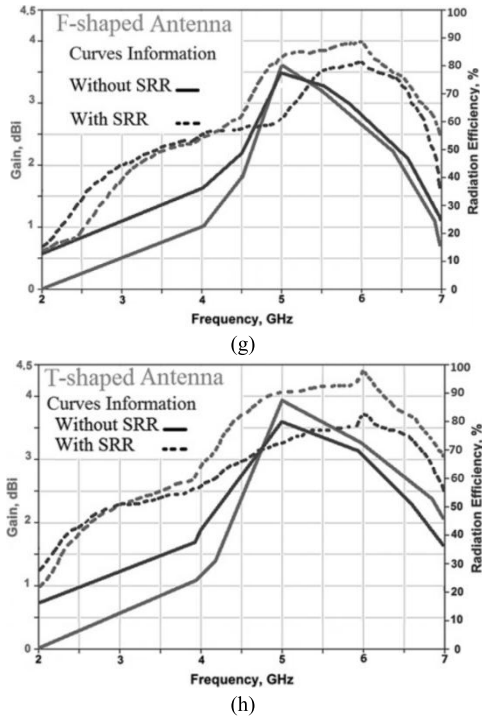 F-shaped Antenna
Curves Information
Without SRR
With SRR
4.5
4
3
2
1
0
Gain, dBi
100
90
80
70
60
50
40
30
20
10
0
Radiation Efficiency, %
2 3 4 5 6 7
Frequency, GHz
(g)
T-shaped Antenna
Curves Information
Without SRR
With SRR
4,5
4
3
2
1
0
Gain, dBi
100
90
80
70
60
50
40
30
20
10
0
Radiation Efficiency, %
2 3 4 5 6 7
Frequency, GHz
(h)